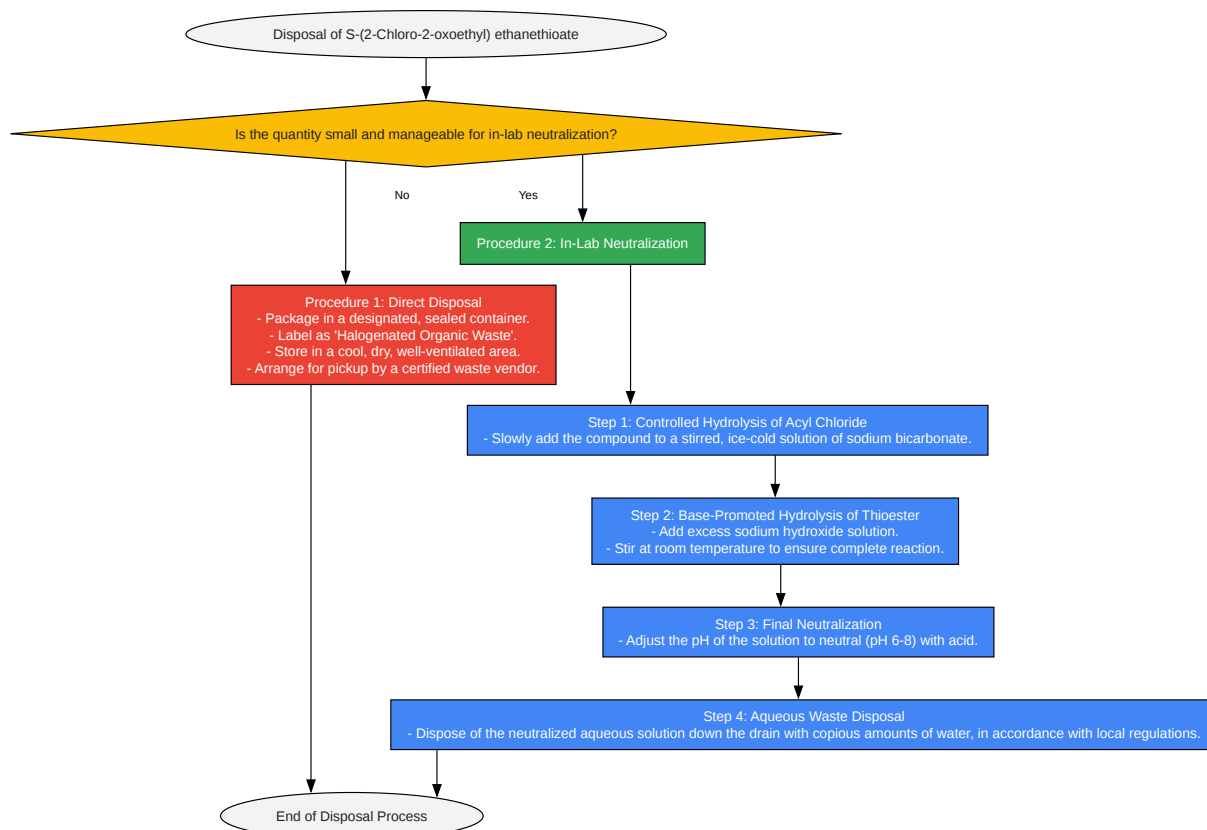 Disposal of S-(2-Chloro-2-oxoethyl) ethanethioate
Is the quantity small and manageable for in-lab neutralization?
No
Yes
Procedure 2: In-Lab Neutralization
Procedure 1: Direct Disposal
- Package in a designated, sealed container.
- Label as 'Halogenated Organic Waste'.
- Store in a cool, dry, well-ventilated area.
- Arrange for pickup by a certified waste vendor.
Step 1: Controlled Hydrolysis of Acyl Chloride
- Slowly add the compound to a stirred, ice-cold solution of sodium bicarbonate.
Step 2: Base-Promoted Hydrolysis of Thioester
- Add excess sodium hydroxide solution.
- Stir at room temperature to ensure complete reaction.
Step 3: Final Neutralization
- Adjust the pH of the solution to neutral (pH 6-8) with acid.
Step 4: Aqueous Waste Disposal
- Dispose of the neutralized aqueous solution down the drain with copious amounts of water, in accordance with local regulations.
End of Disposal Process